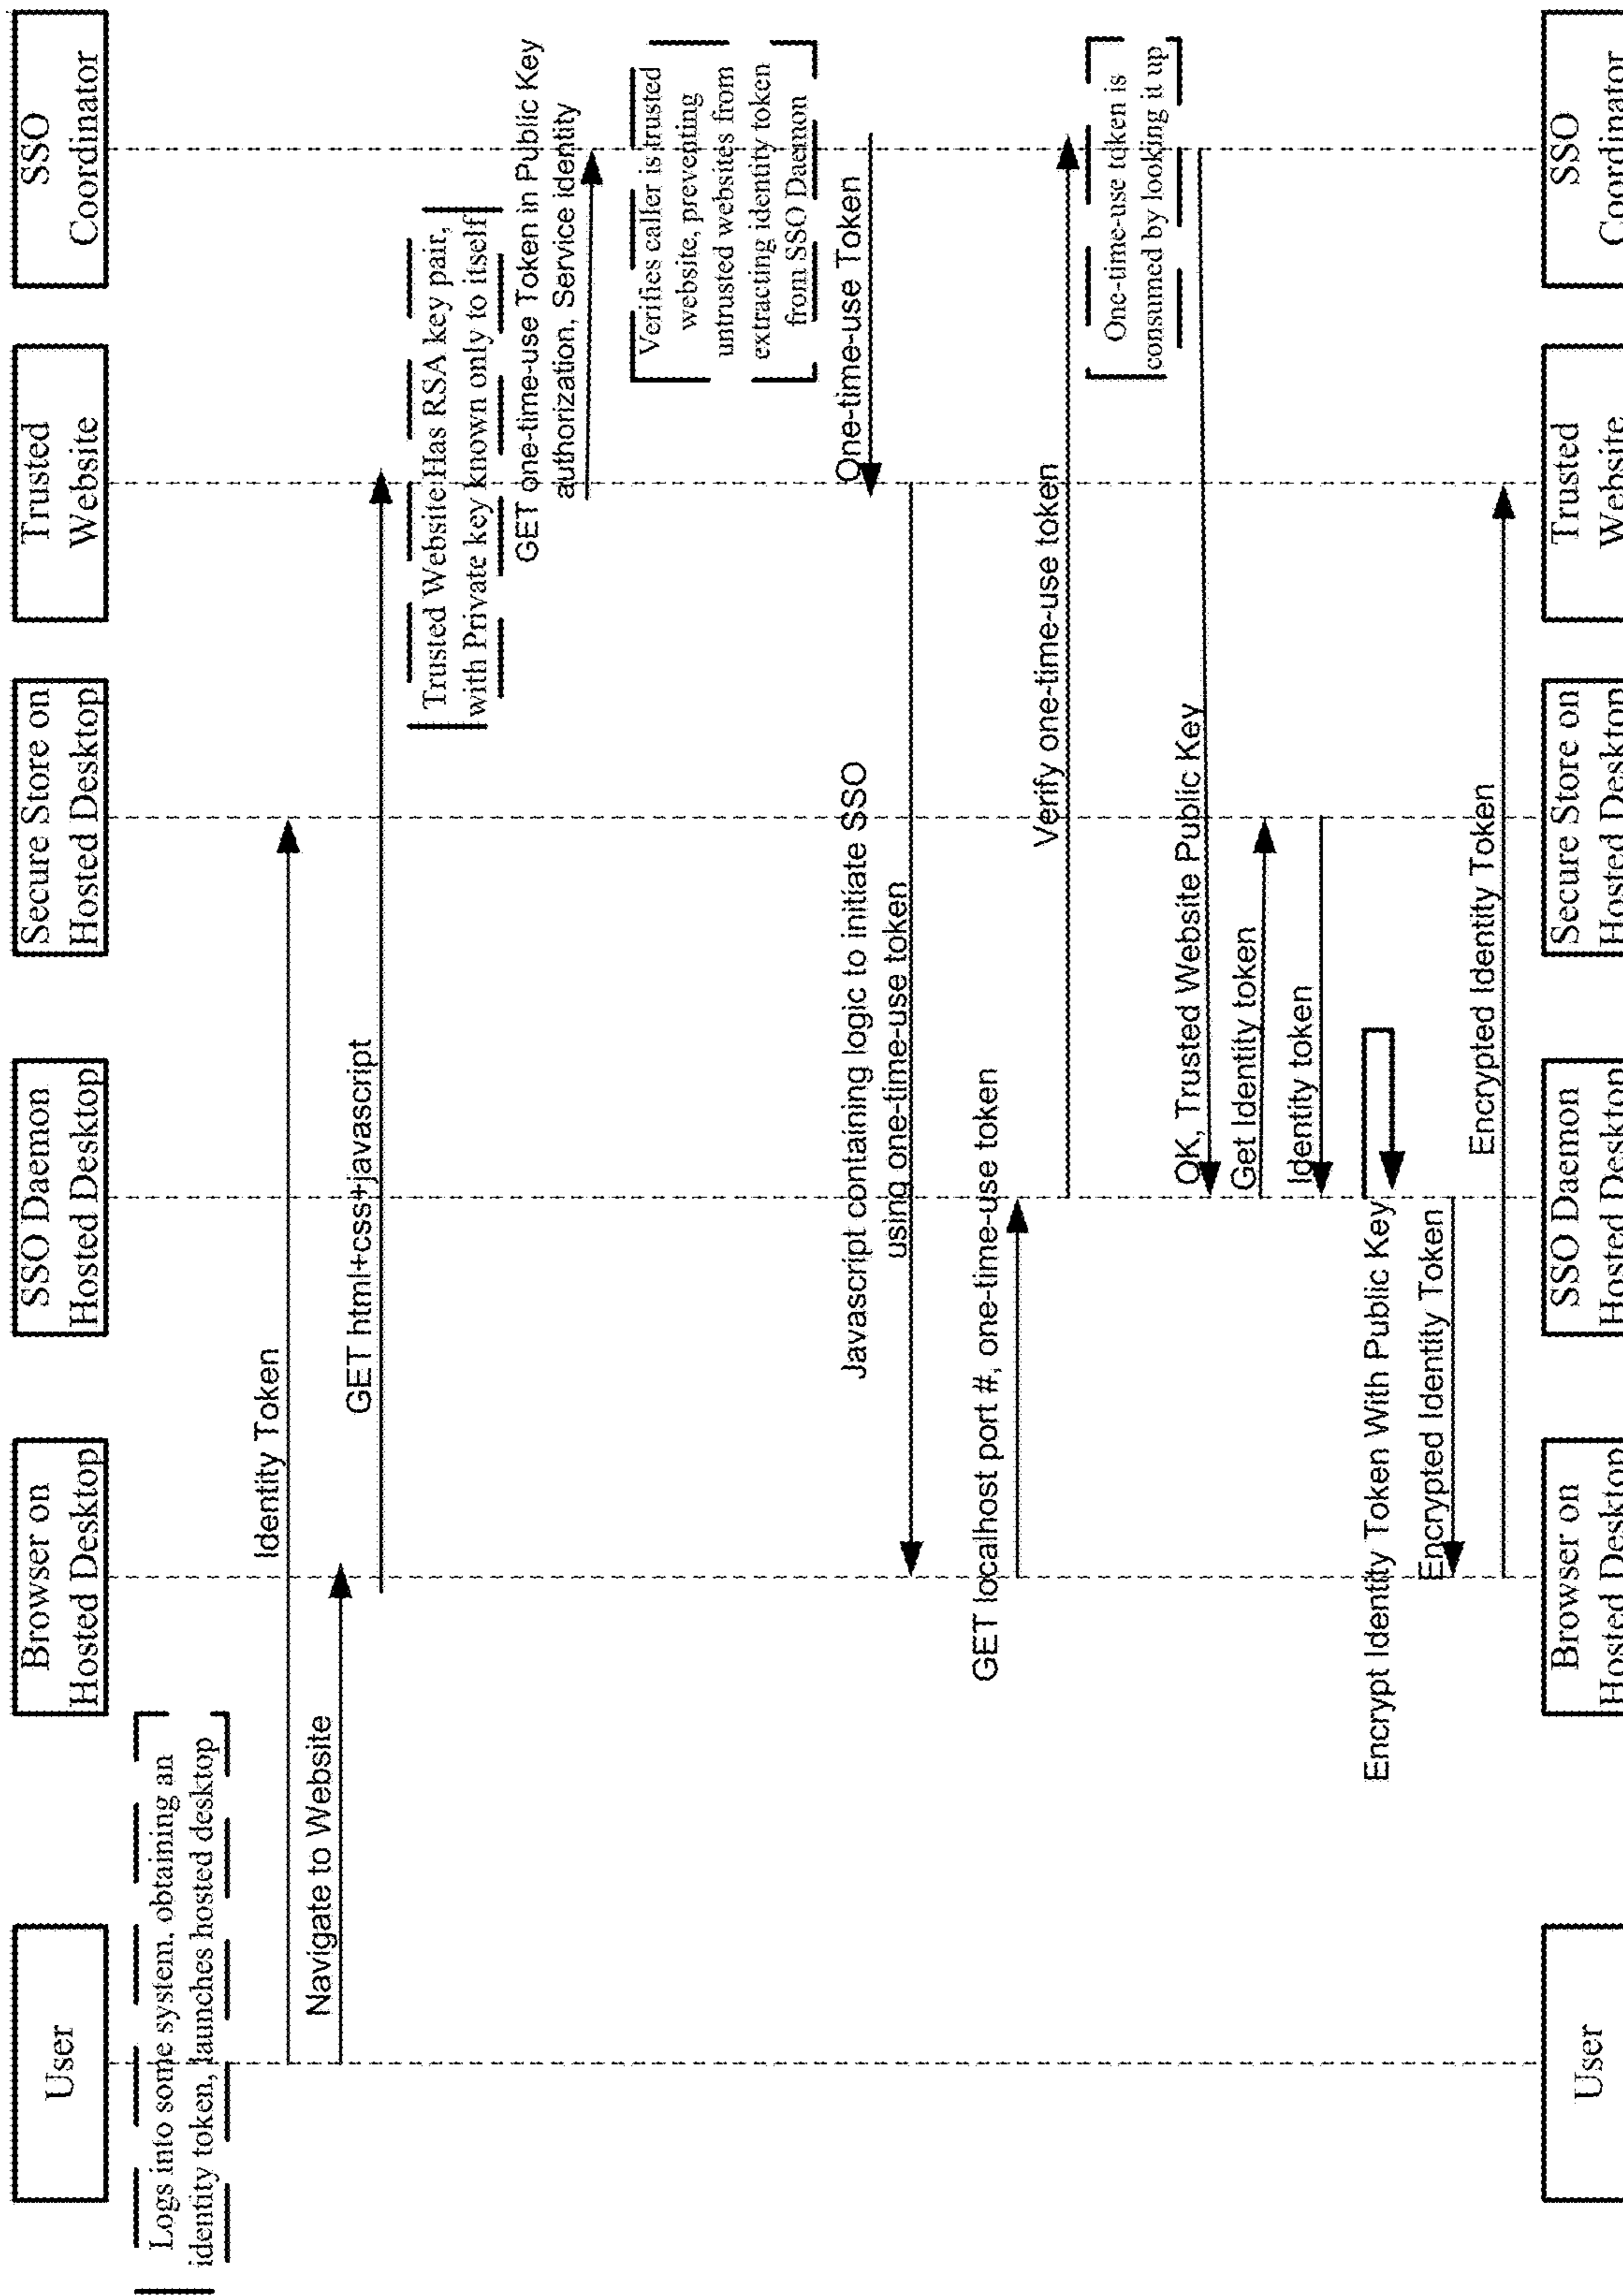 User
Browser on
Hosted Desktop
SSO Daemon
Hosted Desktop
Secure Store on
Hosted Desktop
Trusted
Website
SSO
Coordinator
Logs into some system, obtaining an
identity token, launches hosted desktop
Identity Token
Navigate to Website
GET html+css+javascript
Trusted Website Has RSA key pair,
with Private key known only to itself
GET one-time-use Token in Public Key
authorization, Service identity
Verifies caller is trusted
website, preventing
untrusted websites from
extracting identity token
from SSO Daemon
One-time-use Token
Javascript containing logic to initiate SSO
using one-time-use token
GET localhost port #, one-time-use token
Verify one-time-use token
One-time-use token is
consumed by looking it up
OK, Trusted Website Public Key
Get Identity token
Identity token
Encrypt Identity Token With Public Key
Encrypted Identity Token
Encrypted Identity Token
User
Browser on
Hosted Desktop
SSO Daemon
Hosted Desktop
Secure Store on
Hosted Desktop
Trusted
Website
SSO
Coordinator